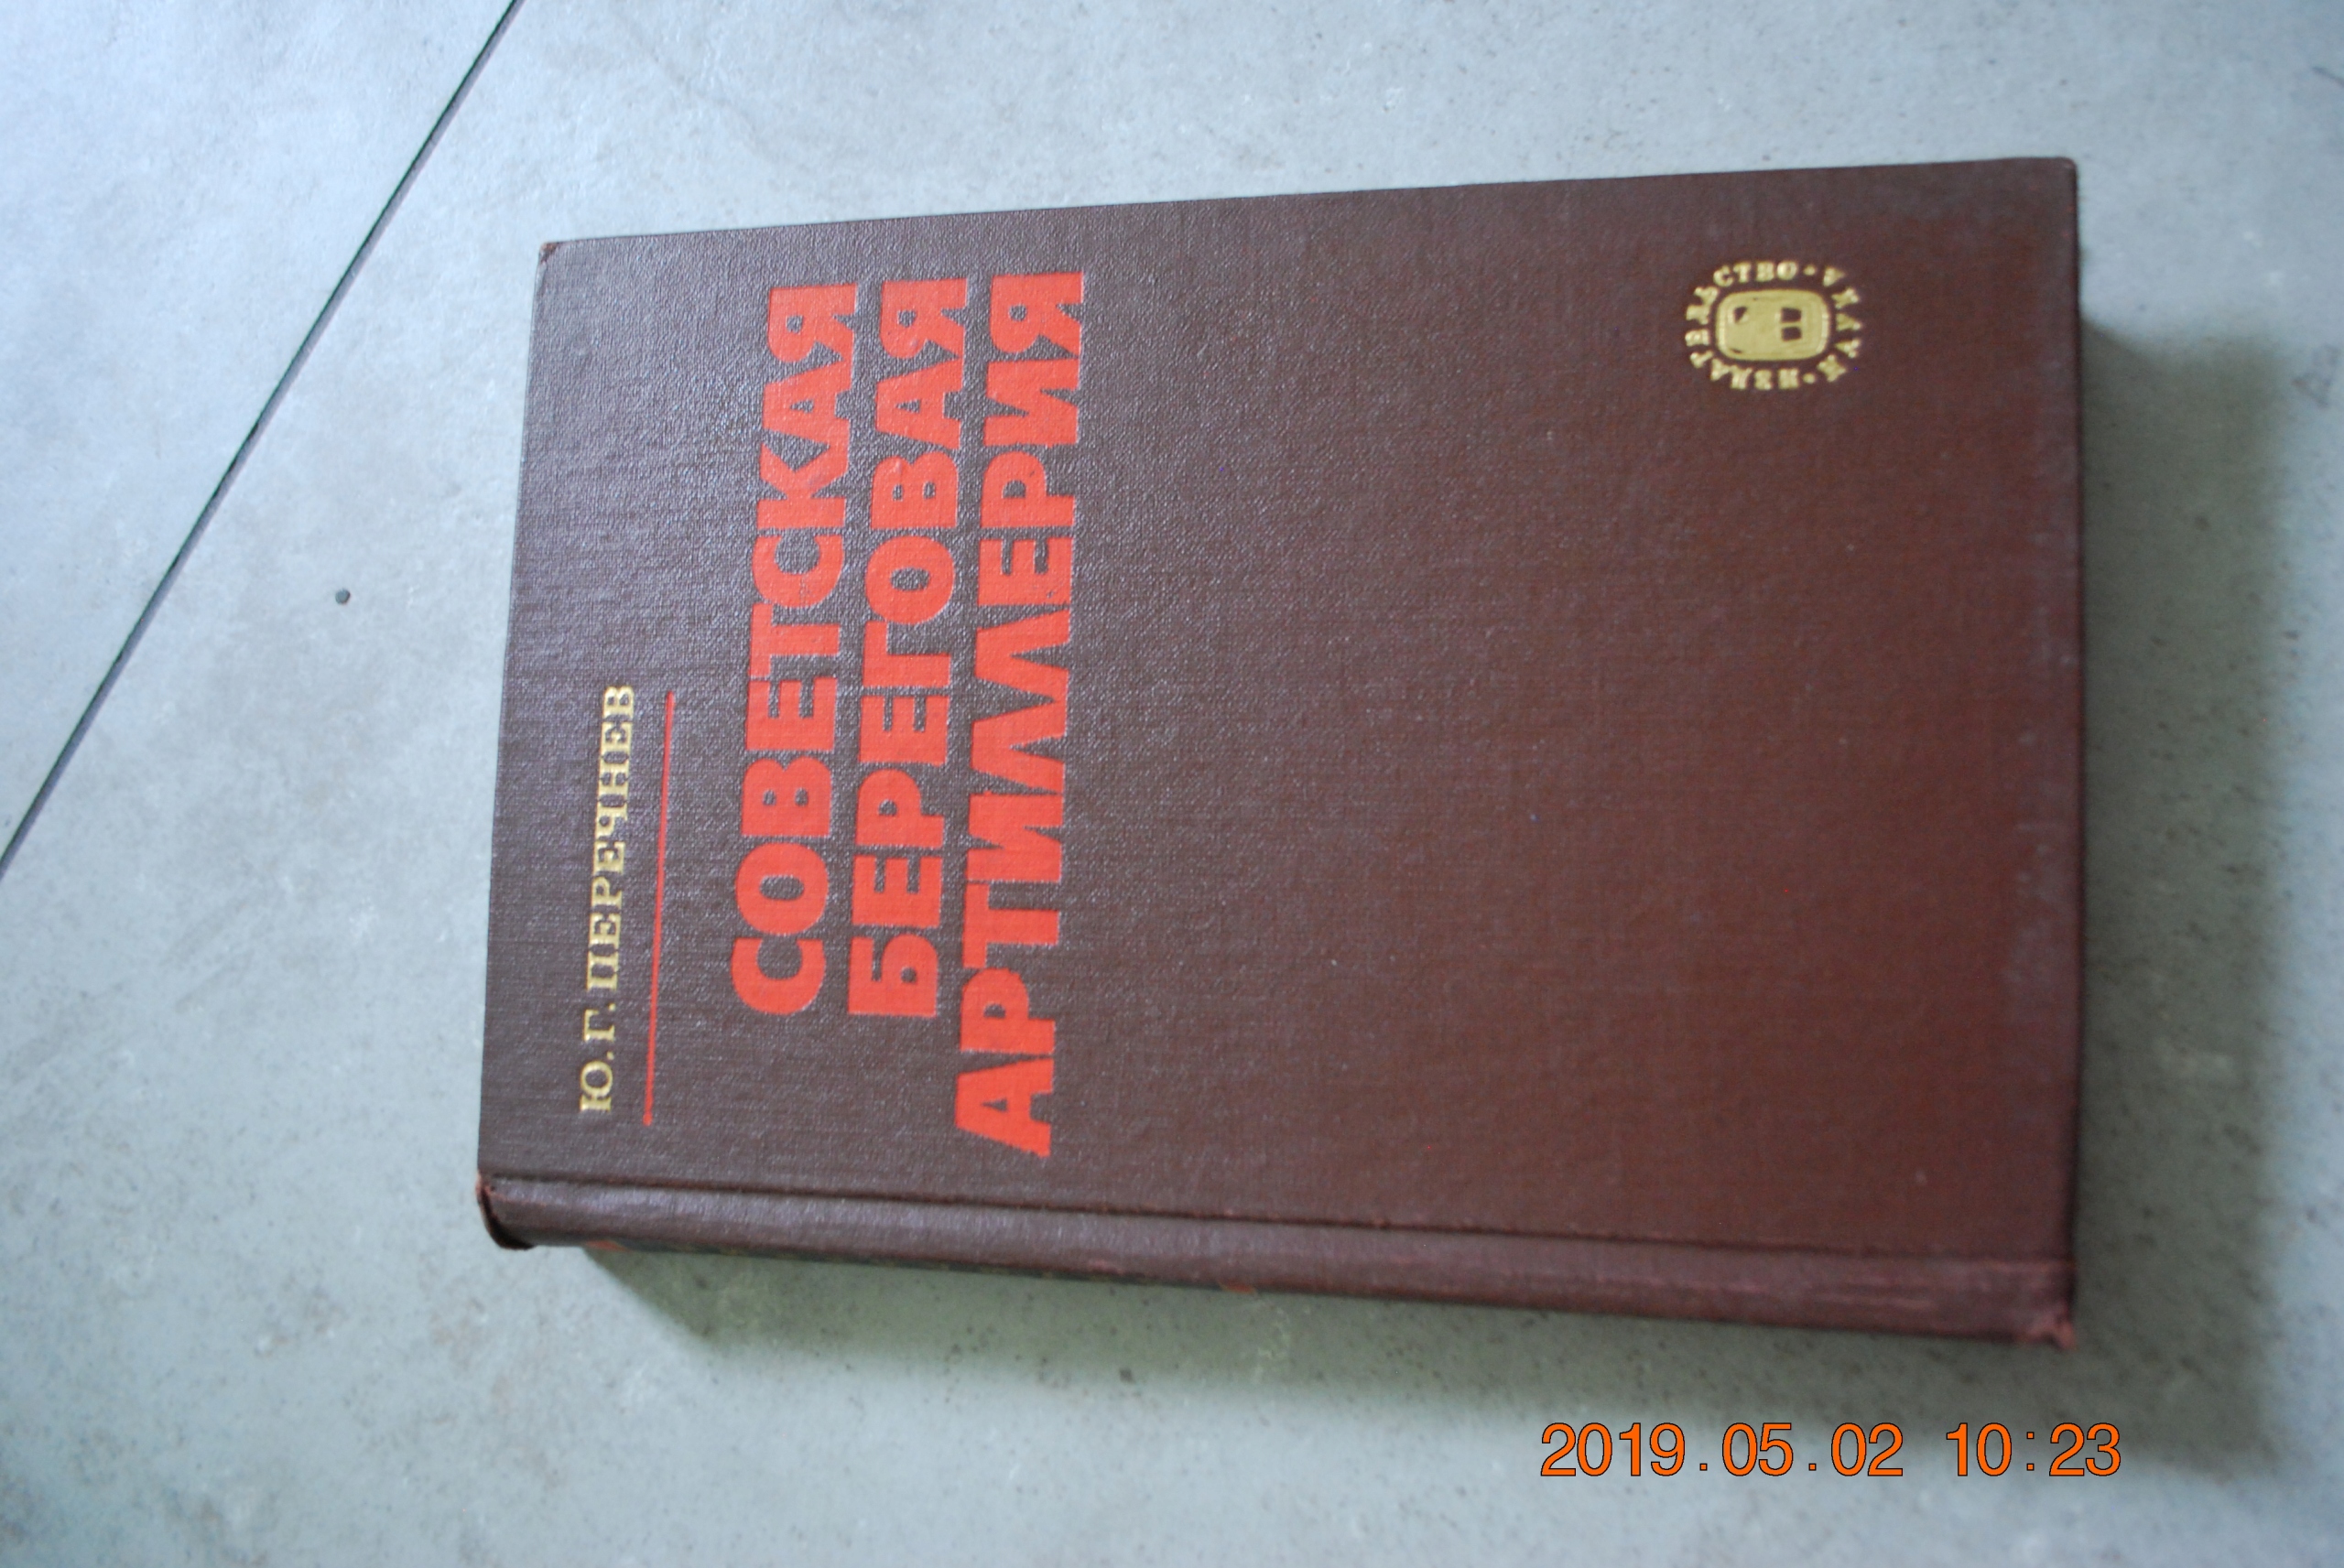 Ю. Г. ПЕРЕЧНЕВ
СОВЕТСКАЯ
БЕРЕГОВАЯ
АРТИЛЛЕРИЯ
ИЗДАТЕЛЬСТВО • НАУКА •
2019.05.02 10:23